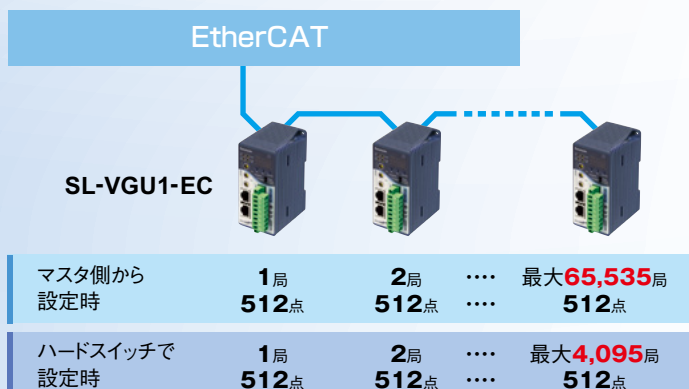 EtherCAT
SL-VGU1-EC
マスタ側から 1局 2局 ···· 最大65,535局
設定時 512点 512点 ···· 512点
ハードスイッチで 1局 2局 ···· 最大4,095局
設定時 512点 512点 ···· 512点